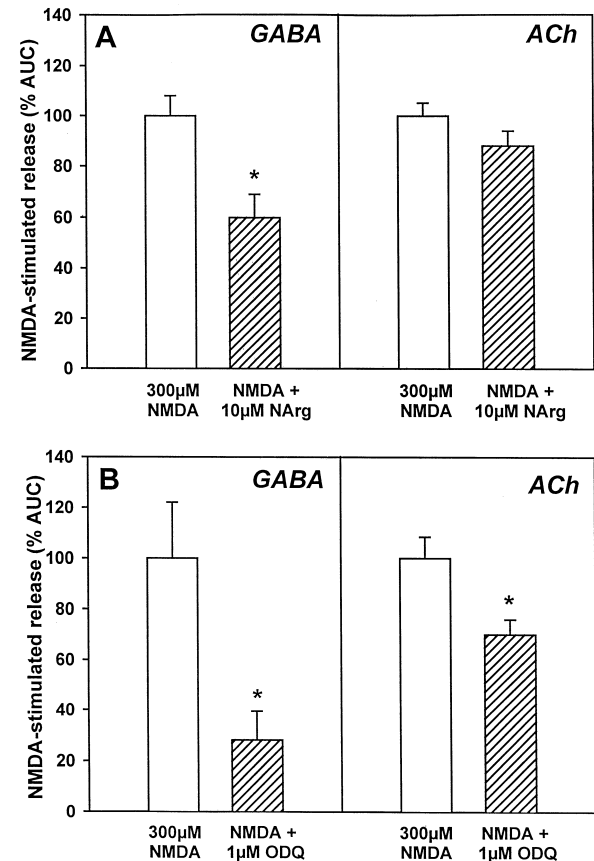 A
GABA
ACh
NMDA-stimulated release (% AUC)
140
120
100
80
60
40
20
0
*
300µM
NMDA
NMDA +
10µM NArg
300µM
NMDA
NMDA +
10µM NArg
B
GABA
ACh
NMDA-stimulated release (% AUC)
140
120
100
80
60
40
20
0
*
*
300µM
NMDA
NMDA +
1µM ODQ
300µM
NMDA
NMDA +
1µM ODQ